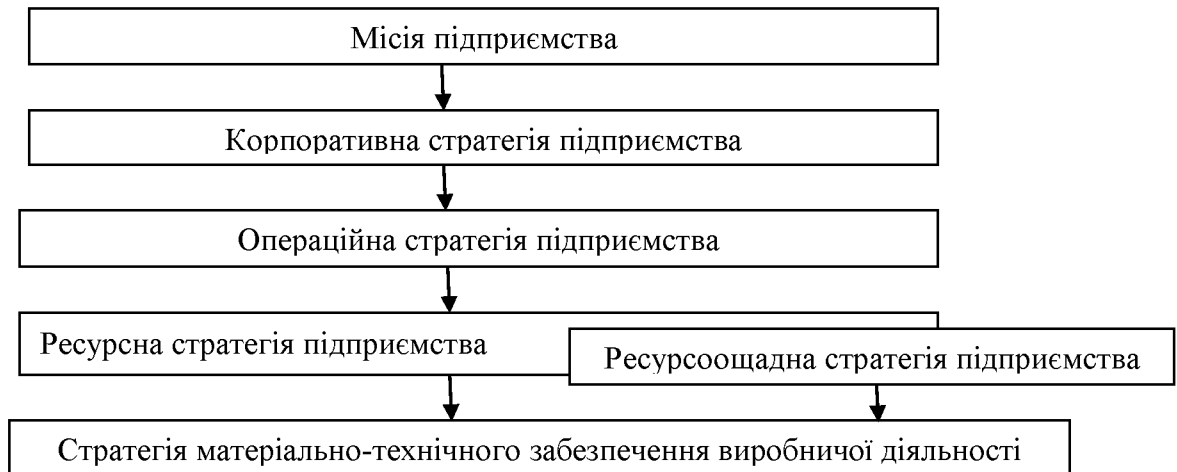 Місія підприємства
Корпоративна стратегія підприємства
Операційна стратегія підприємства
Ресурсна стратегія підприємства
Ресурсоощадна стратегія підприємства
Стратегія матеріально-технічного забезпечення виробничої діяльності